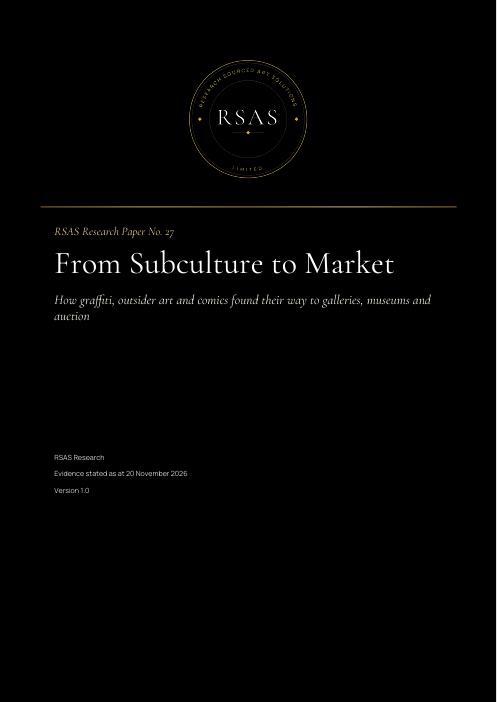 RESEARCH SOURCED ART SOLUTIONS
RSAS
LIMITED
RSAS Research Paper No. 27
From Subculture to Market
How graffiti, outsider art and comics found their way to galleries, museums and
auction
RSAS Research
Evidence stated as at 20 November 2026
Version 1.0